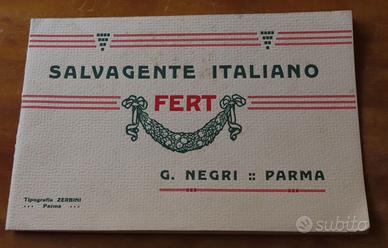 SALVAGENTE ITALIANO
FERT
G. NEGRI :: PARMA
Tipografia ZERBINI
... Parma ...
subito